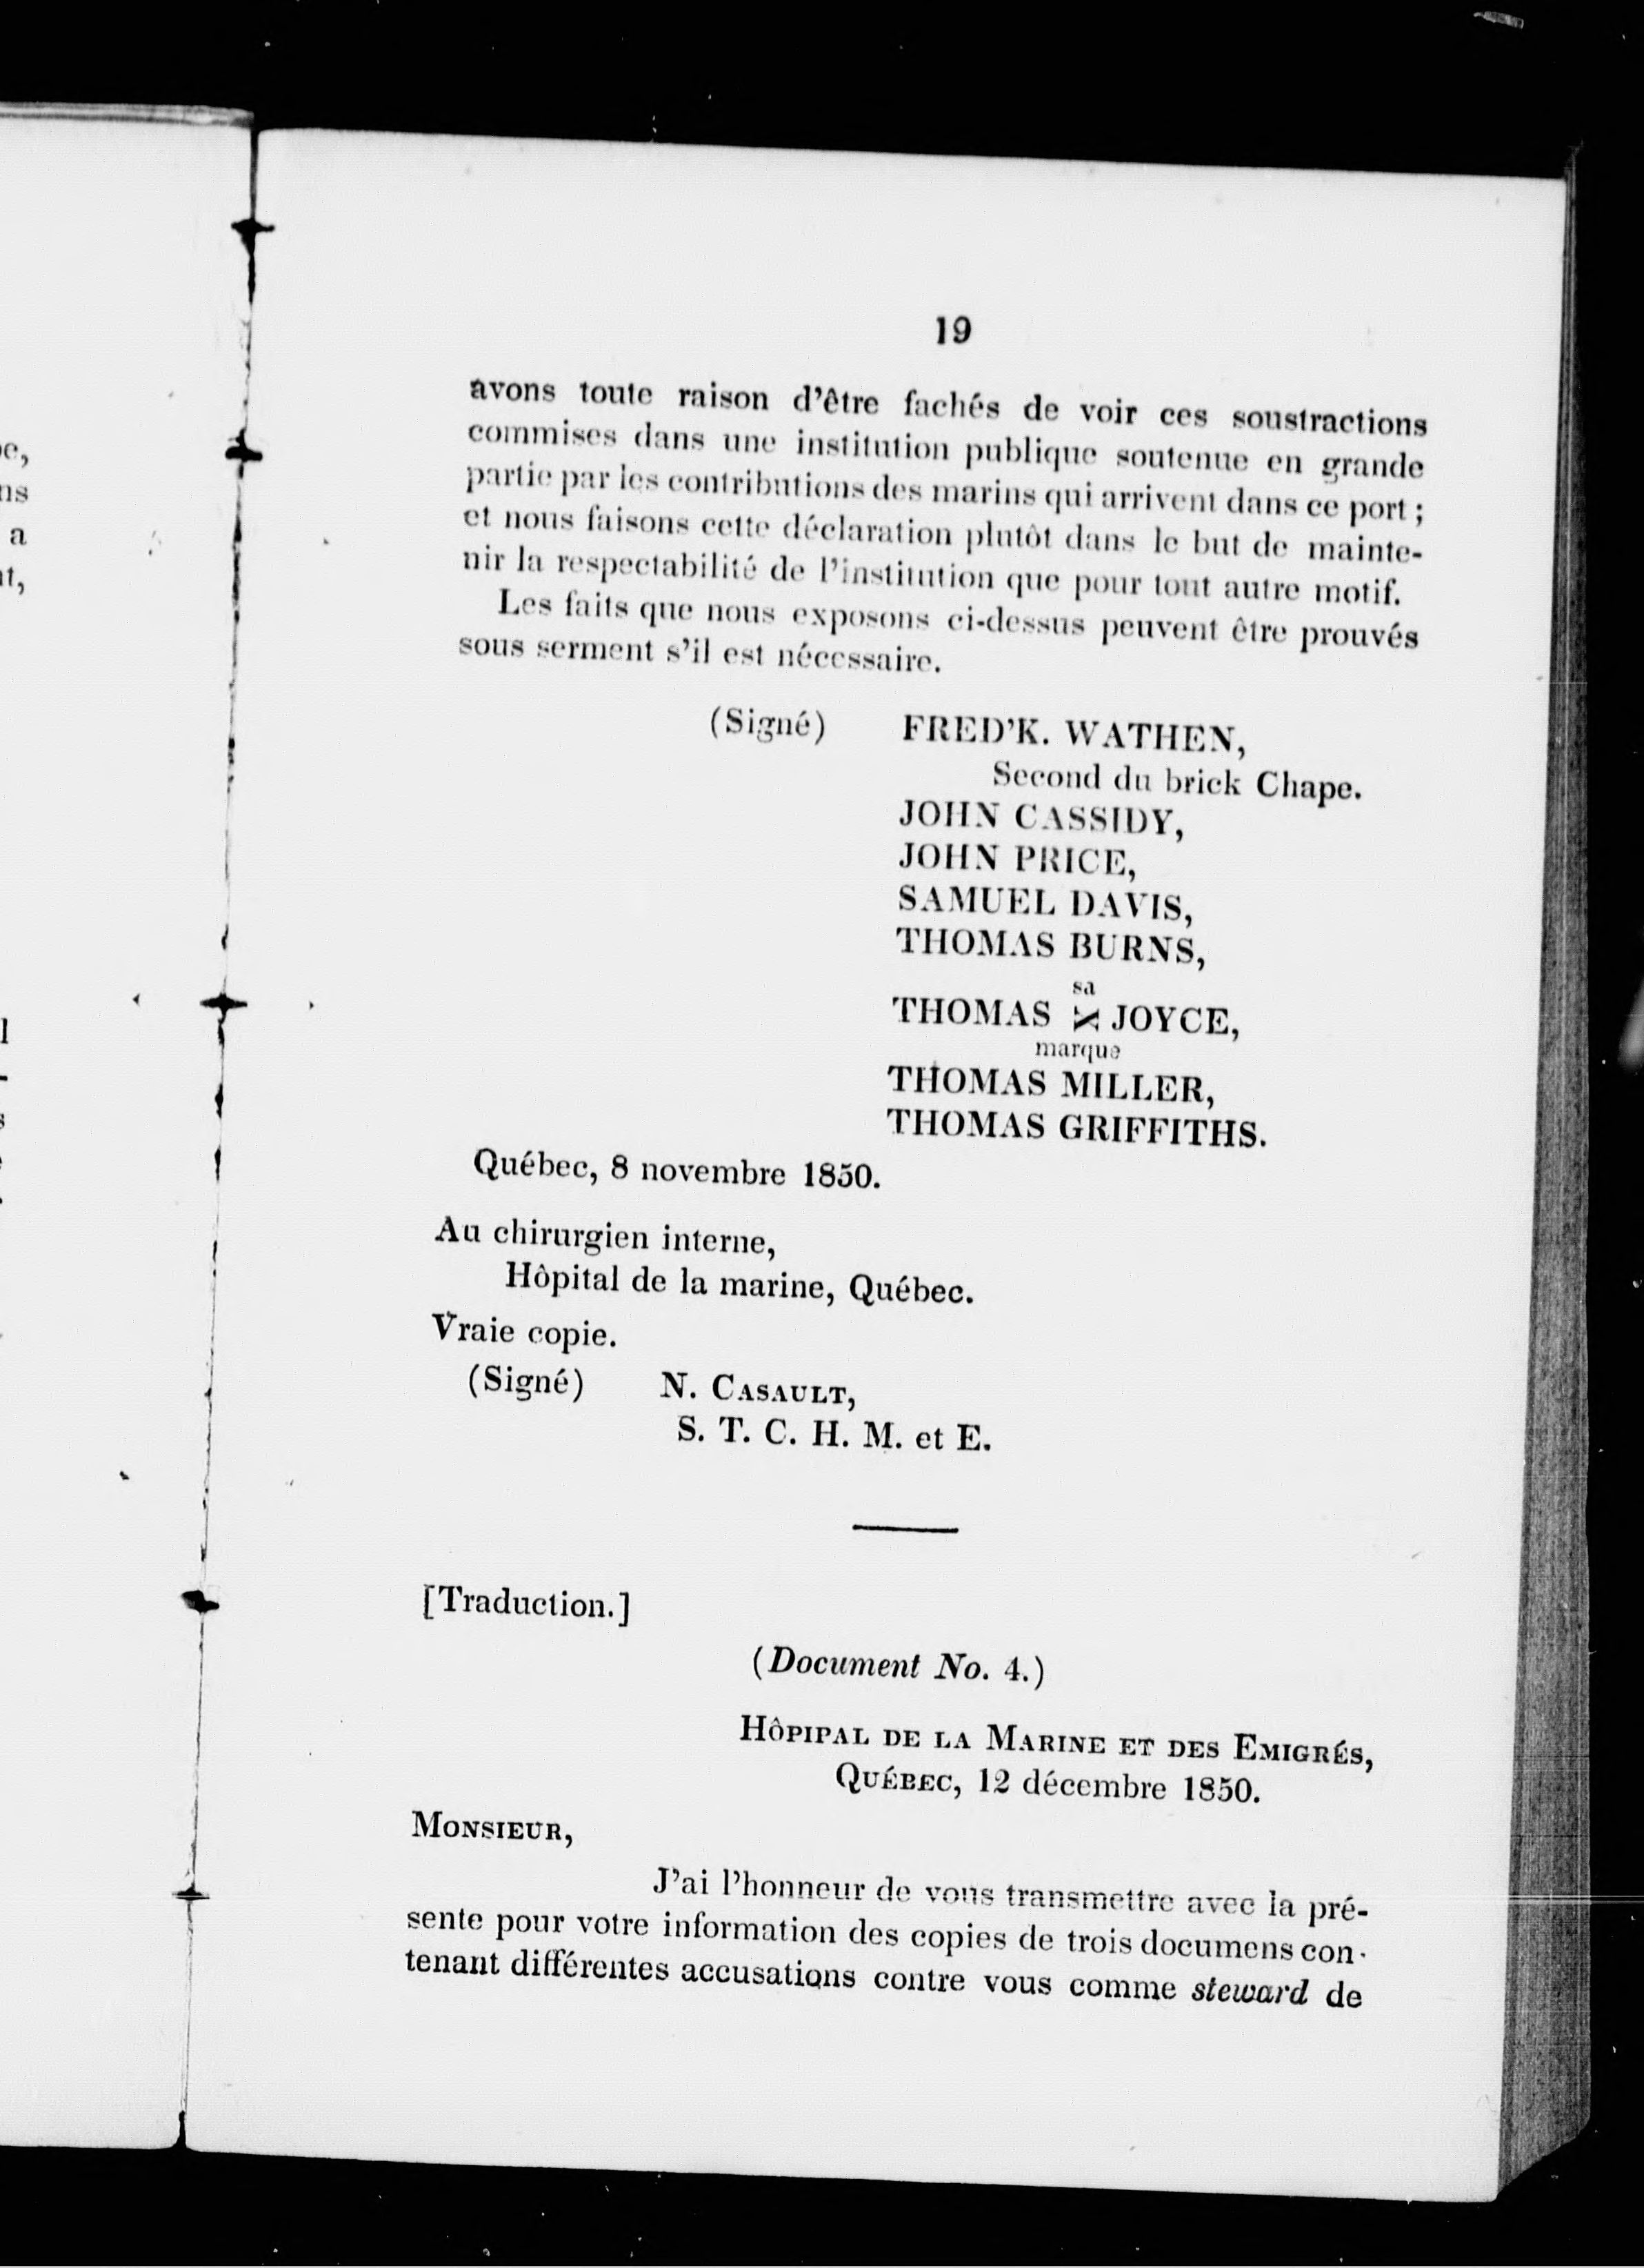 19
avons toute raison d'être fachés de voir ces soustractions
commises dans une institution publique soutenue en grande
partie par les contributions des marins qui arrivent dans ce port ;
et nous faisons cette déclaration plutôt dans le but de mainte-
nir la respectabilité de l'institution que pour tout autre motif.
Les faits que nous exposons ci-dessus peuvent être prouvés
sous serment s'il est nécessaire.
(Signé) FRED'K. WATHEN,
Second du brick Chape.
JOHN CASSIDY,
JOHN PRICE,
SAMUEL DAVIS,
THOMAS BURNS,
sa
THOMAS X JOYCE,
marque
THOMAS MILLER,
THOMAS GRIFFITHS.
Québec, 8 novembre 1850.
Au chirurgien interne,
Hôpital de la marine, Québec.
Vraie copie.
(Signé) N. CASAULT,
S. T. C. H. M. et E.
[Traduction.]
(Document No. 4.)
HÔPIPAL DE LA MARINE ET DES EMIGRÉS,
QUÉBEC, 12 décembre 1850.
MONSIEUR,
J'ai l'honneur de vous transmettre avec la pré-
sente pour votre information des copies de trois documens con-
tenant différentes accusations contre vous comme steward de